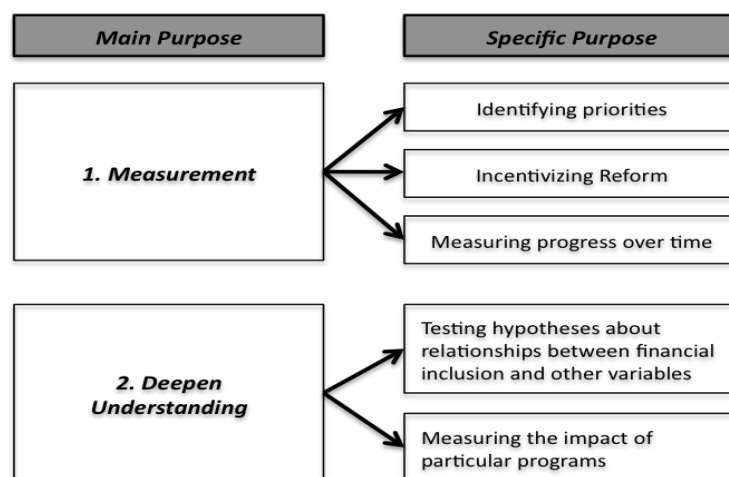 Main Purpose
Specific Purpose
1. Measurement
Identifying priorities
Incentivizing Reform
Measuring progress over time
2. Deepen
Understanding
Testing hypotheses about
relationships between financial
inclusion and other variables
Measuring the impact of
particular programs